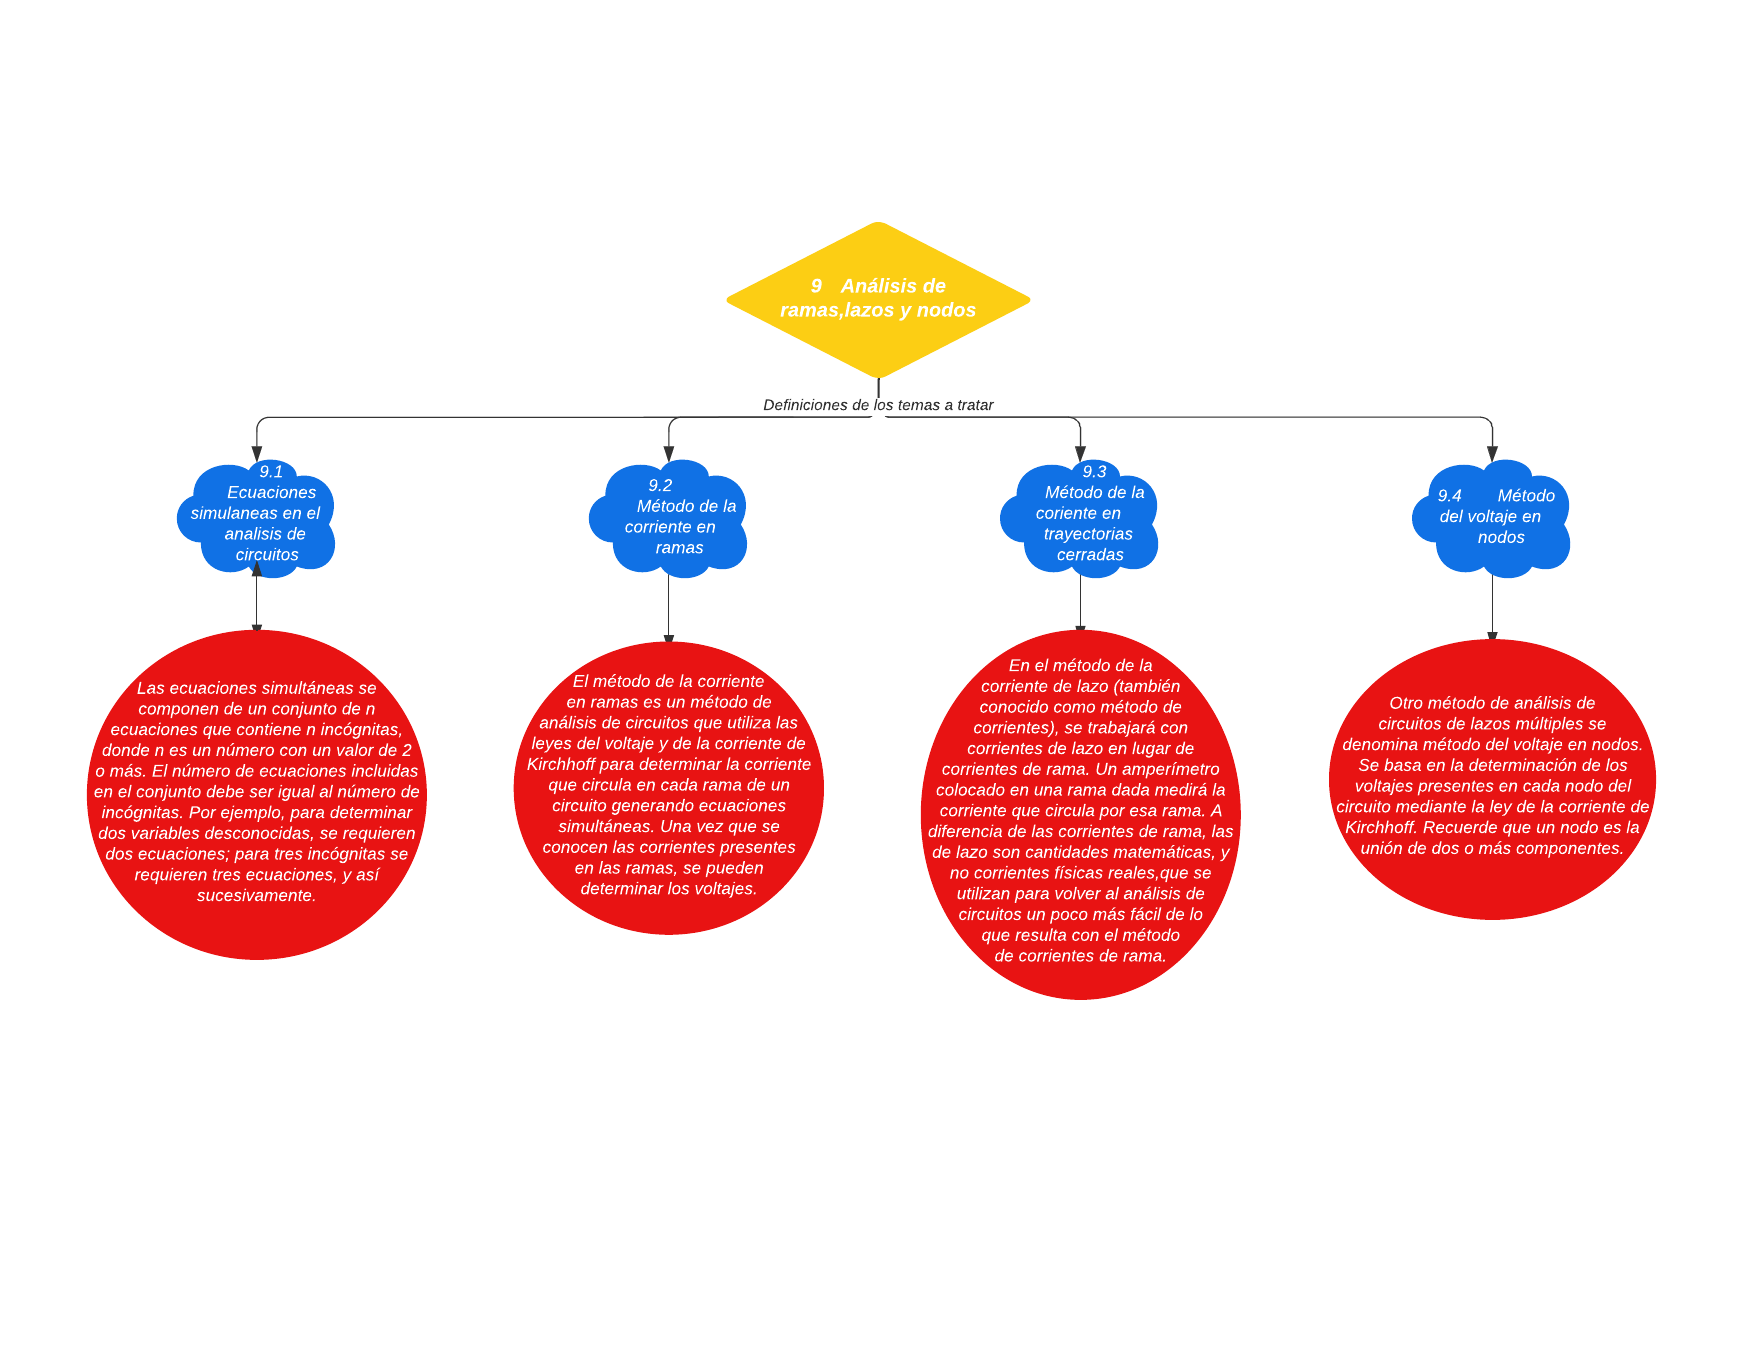 9 Análisis de
ramas,lazos y nodos
Definiciones de los temas a tratar
9.1
Ecuaciones
simulaneas en el
analisis de
circuitos
9.2
Método de la
corriente en
ramas
9.3
Método de la
coriente en
trayectorias
cerradas
9.4 Método
del voltaje en
nodos
Las ecuaciones simultáneas se
componen de un conjunto de n
ecuaciones que contiene n incógnitas,
donde n es un número con un valor de 2
o más. El número de ecuaciones incluidas
en el conjunto debe ser igual al número de
incógnitas. Por ejemplo, para determinar
dos variables desconocidas, se requieren
dos ecuaciones; para tres incógnitas se
requieren tres ecuaciones, y así
sucesivamente.
El método de la corriente
en ramas es un método de
análisis de circuitos que utiliza las
leyes del voltaje y de la corriente de
Kirchhoff para determinar la corriente
que circula en cada rama de un
circuito generando ecuaciones
simultáneas. Una vez que se
conocen las corrientes presentes
en las ramas, se pueden
determinar los voltajes.
En el método de la
corriente de lazo (también
conocido como método de
corrientes), se trabajará con
corrientes de lazo en lugar de
corrientes de rama. Un amperímetro
colocado en una rama dada medirá la
corriente que circula por esa rama. A
diferencia de las corrientes de rama, las
de lazo son cantidades matemáticas, y
no corrientes físicas reales,que se
utilizan para volver al análisis de
circuitos un poco más fácil de lo
que resulta con el método
de corrientes de rama.
Otro método de análisis de
circuitos de lazos múltiples se
denomina método del voltaje en nodos.
Se basa en la determinación de los
voltajes presentes en cada nodo del
circuito mediante la ley de la corriente de
Kirchhoff. Recuerde que un nodo es la
unión de dos o más componentes.